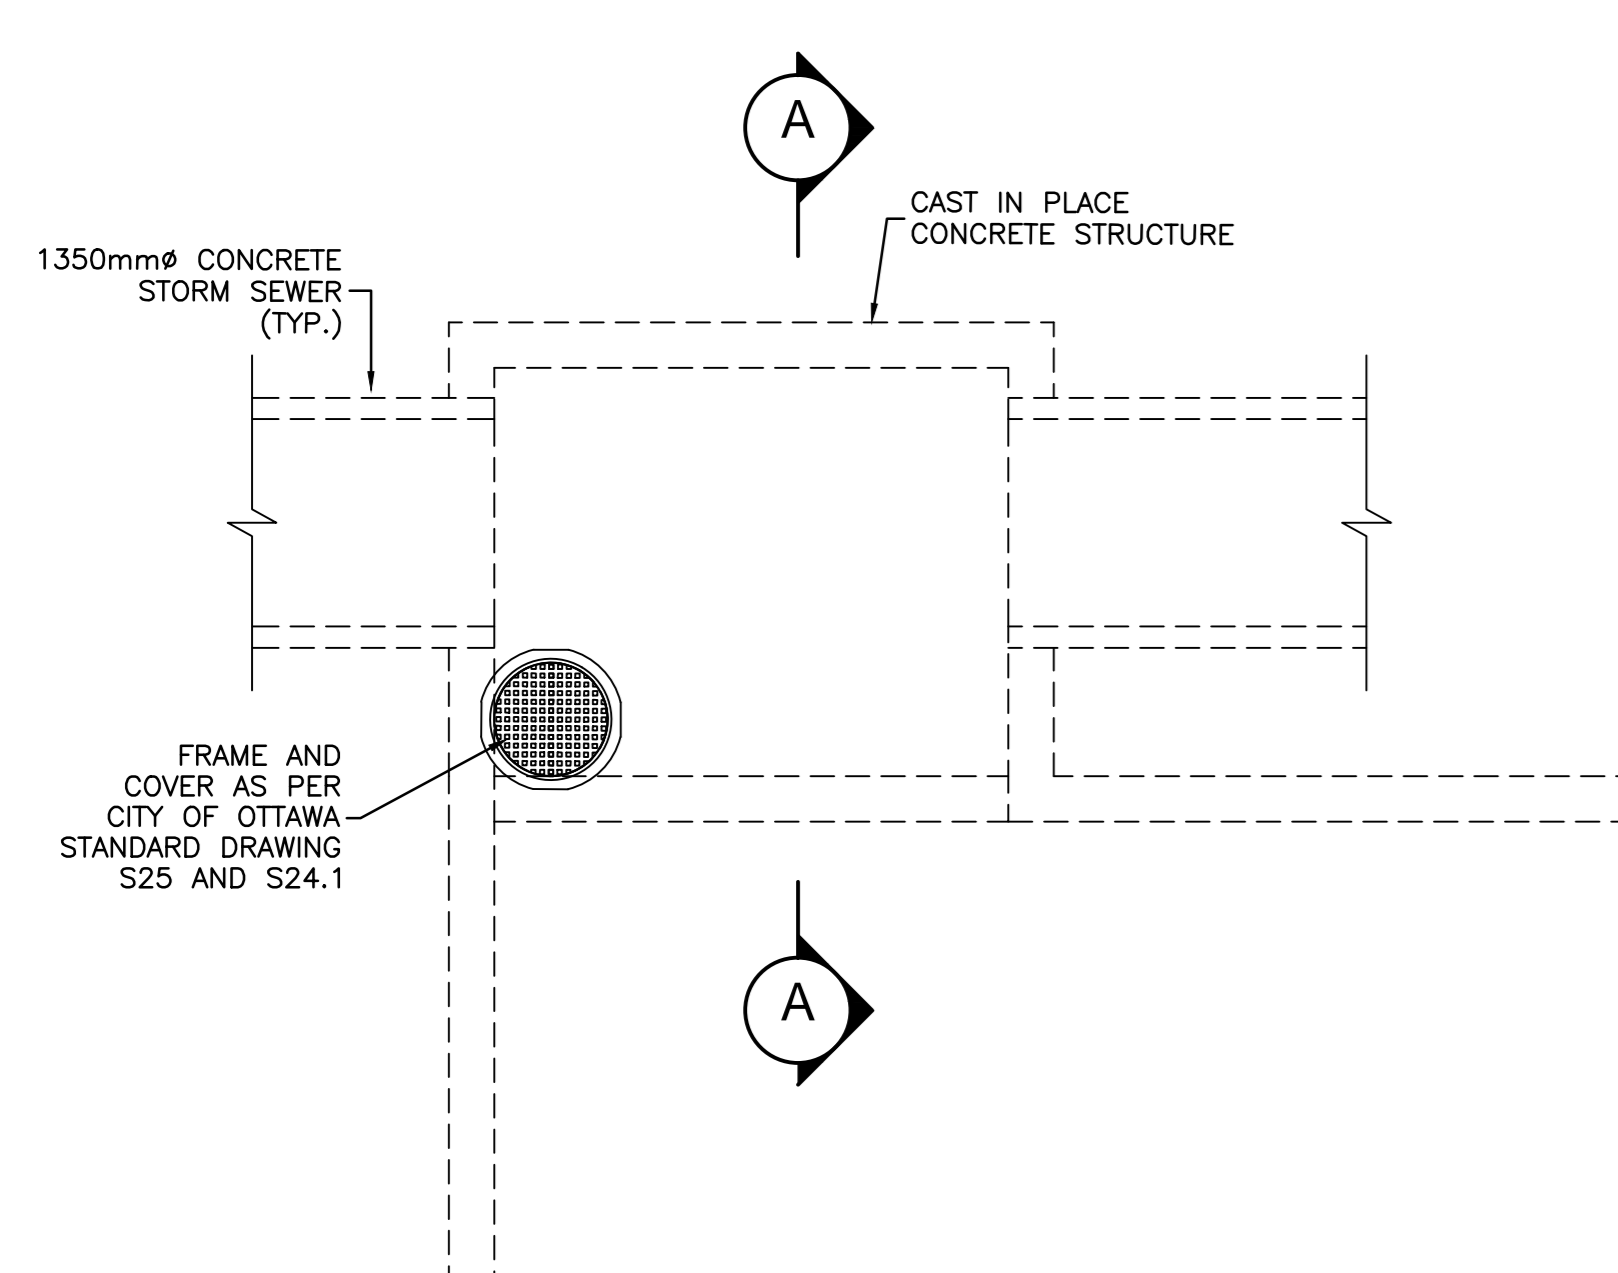 A
CAST IN PLACE
CONCRETE STRUCTURE
1350mmø CONCRETE
STORM SEWER
(TYP.)
FRAME AND
COVER AS PER
CITY OF OTTAWA
STANDARD DRAWING
S25 AND S24.1
A